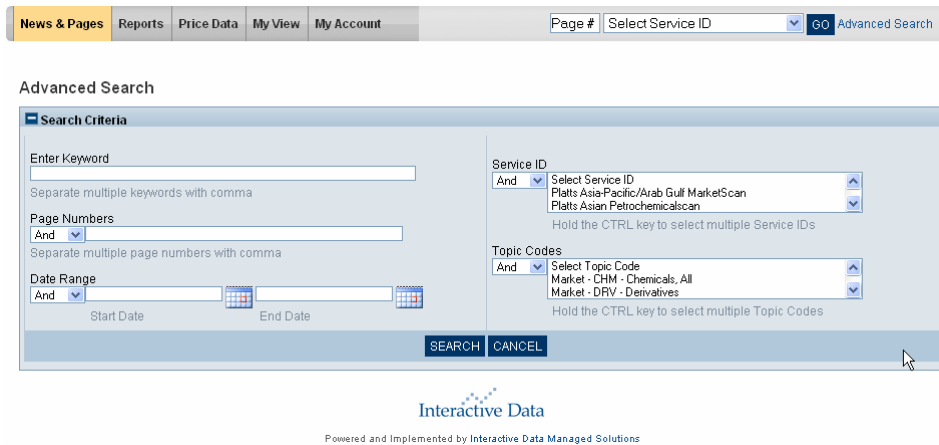 News & Pages Reports Price Data My View My Account Page # Select Service ID GO Advanced Search
Advanced Search
Search Criteria
Enter Keyword
Separate multiple keywords with comma
Page Numbers
And
Separate multiple page numbers with comma
Date Range
And
Start Date End Date
Service ID
And Select Service ID
Platts Asia-Pacific/Arab Gulf MarketScan
Platts Asian Petrochemicalscan
Hold the CTRL key to select multiple Service IDs
Topic Codes
And Select Topic Code
Market - CHM - Chemicals, All
Market - DRV - Derivatives
Hold the CTRL key to select multiple Topic Codes
SEARCH CANCEL
Interactive Data
Powered and Implemented by Interactive Data Managed Solutions